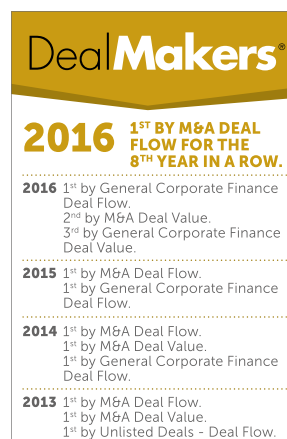 DealMakers®
2016 1ST BY M&A DEAL
FLOW FOR THE
8TH YEAR IN A ROW.
2016 1st by General Corporate Finance
Deal Flow.
2nd by M&A Deal Value.
3rd by General Corporate Finance
Deal Value.
2015 1st by M&A Deal Flow.
1st by General Corporate Finance
Deal Flow.
2014 1st by M&A Deal Flow.
1st by M&A Deal Value.
1st by General Corporate Finance
Deal Flow.
2013 1st by M&A Deal Flow.
1st by M&A Deal Value.
1st by Unlisted Deals - Deal Flow.